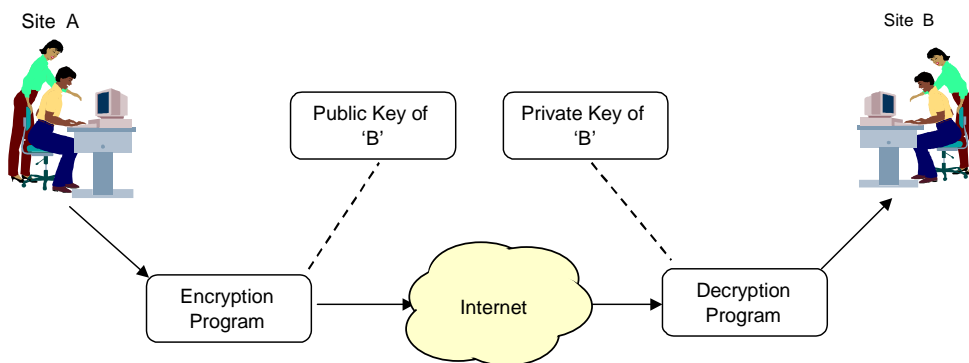 Site A
Site B
Public Key of
‘B’
Private Key of
‘B’
Encryption
Program
Internet
Decryption
Program